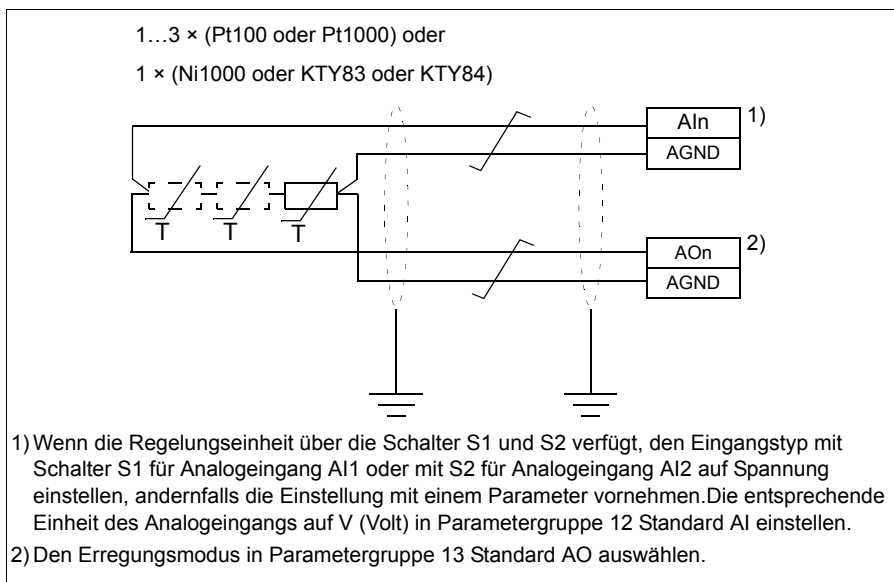 1…3 × (Pt100 oder Pt1000) oder
1 × (Ni1000 oder KTY83 oder KTY84)
AIn
1)
AGND
T
T
T
AOn
2)
AGND
1) Wenn die Regelungseinheit über die Schalter S1 und S2 verfügt, den Eingangstyp mit
Schalter S1 für Analogeingang AI1 oder mit S2 für Analogeingang AI2 auf Spannung
einstellen, andernfalls die Einstellung mit einem Parameter vornehmen.Die entsprechende
Einheit des Analogeingangs auf V (Volt) in Parametergruppe 12 Standard AI einstellen.
2) Den Erregungsmodus in Parametergruppe 13 Standard AO auswählen.